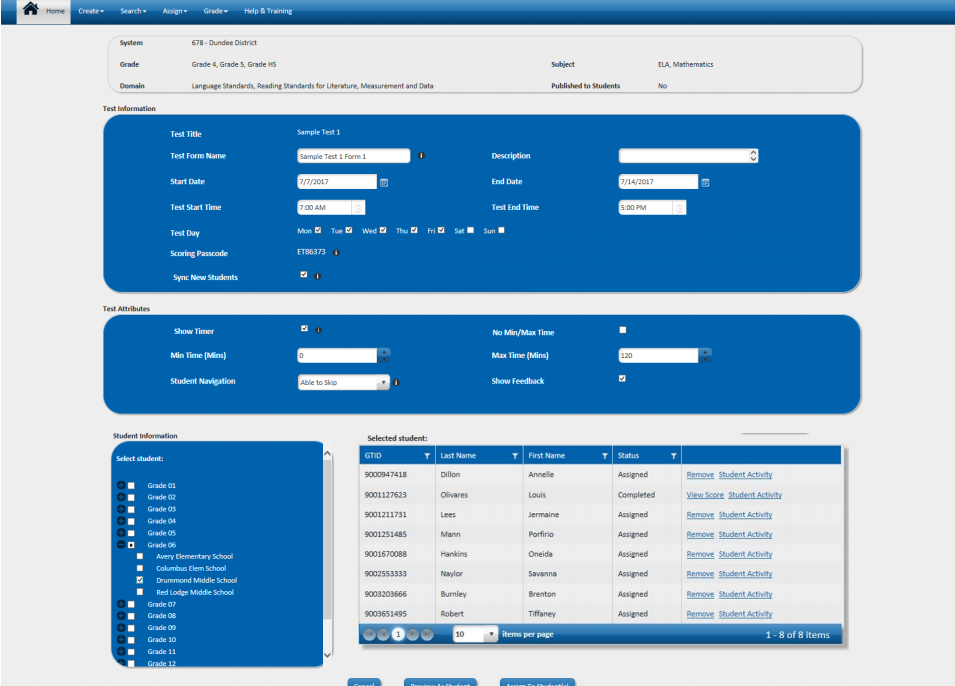 Home Create Search Assign Grade Help & Training
System 678 - Dundee District
Grade Grade 4, Grade 5, Grade HS Subject ELA, Mathematics
Domain Language Standards, Reading Standards for Literature, Measurement and Data Published to Students No
Test Information
Test Title Sample Test 1
Test Form Name Sample Test 1 Form 1 Description
Start Date 7/7/2017 End Date 7/14/2017
Test Start Time 7:00 AM Test End Time 5:00 PM
Test Day Mon Tue Wed Thu Fri Sat Sun
Scoring Passcode ET86373
Sync New Students
Test Attributes
Show Timer No Min/Max Time
Min Time (Mins) 0 Max Time (Mins) 120
Student Navigation Able to Skip Show Feedback
Student Information
Select student:
Grade 01
Grade 02
Grade 03
Grade 04
Grade 05
Grade 06
Avery Elementary School
Columbus Elem School
Drummond Middle School
Red Lodge Middle School
Grade 07
Grade 08
Grade 09
Grade 10
Grade 11
Grade 12
Selected student:
GTID Last Name First Name Status
9000947418 Dillon Annelle Assigned Remove Student Activity
9001127623 Olivares Louis Completed View Score Student Activity
9001211731 Lees Jermaine Assigned Remove Student Activity
9001251485 Mann Porfirio Assigned Remove Student Activity
9001670088 Hankins Oneida Assigned Remove Student Activity
9002553333 Naylor Savanna Assigned Remove Student Activity
9003203666 Burnley Brenton Assigned Remove Student Activity
9003651495 Robert Tiffaney Assigned Remove Student Activity
1 10 items per page 1 - 8 of 8 items
Cancel Preview As Student Assign To Student(s)